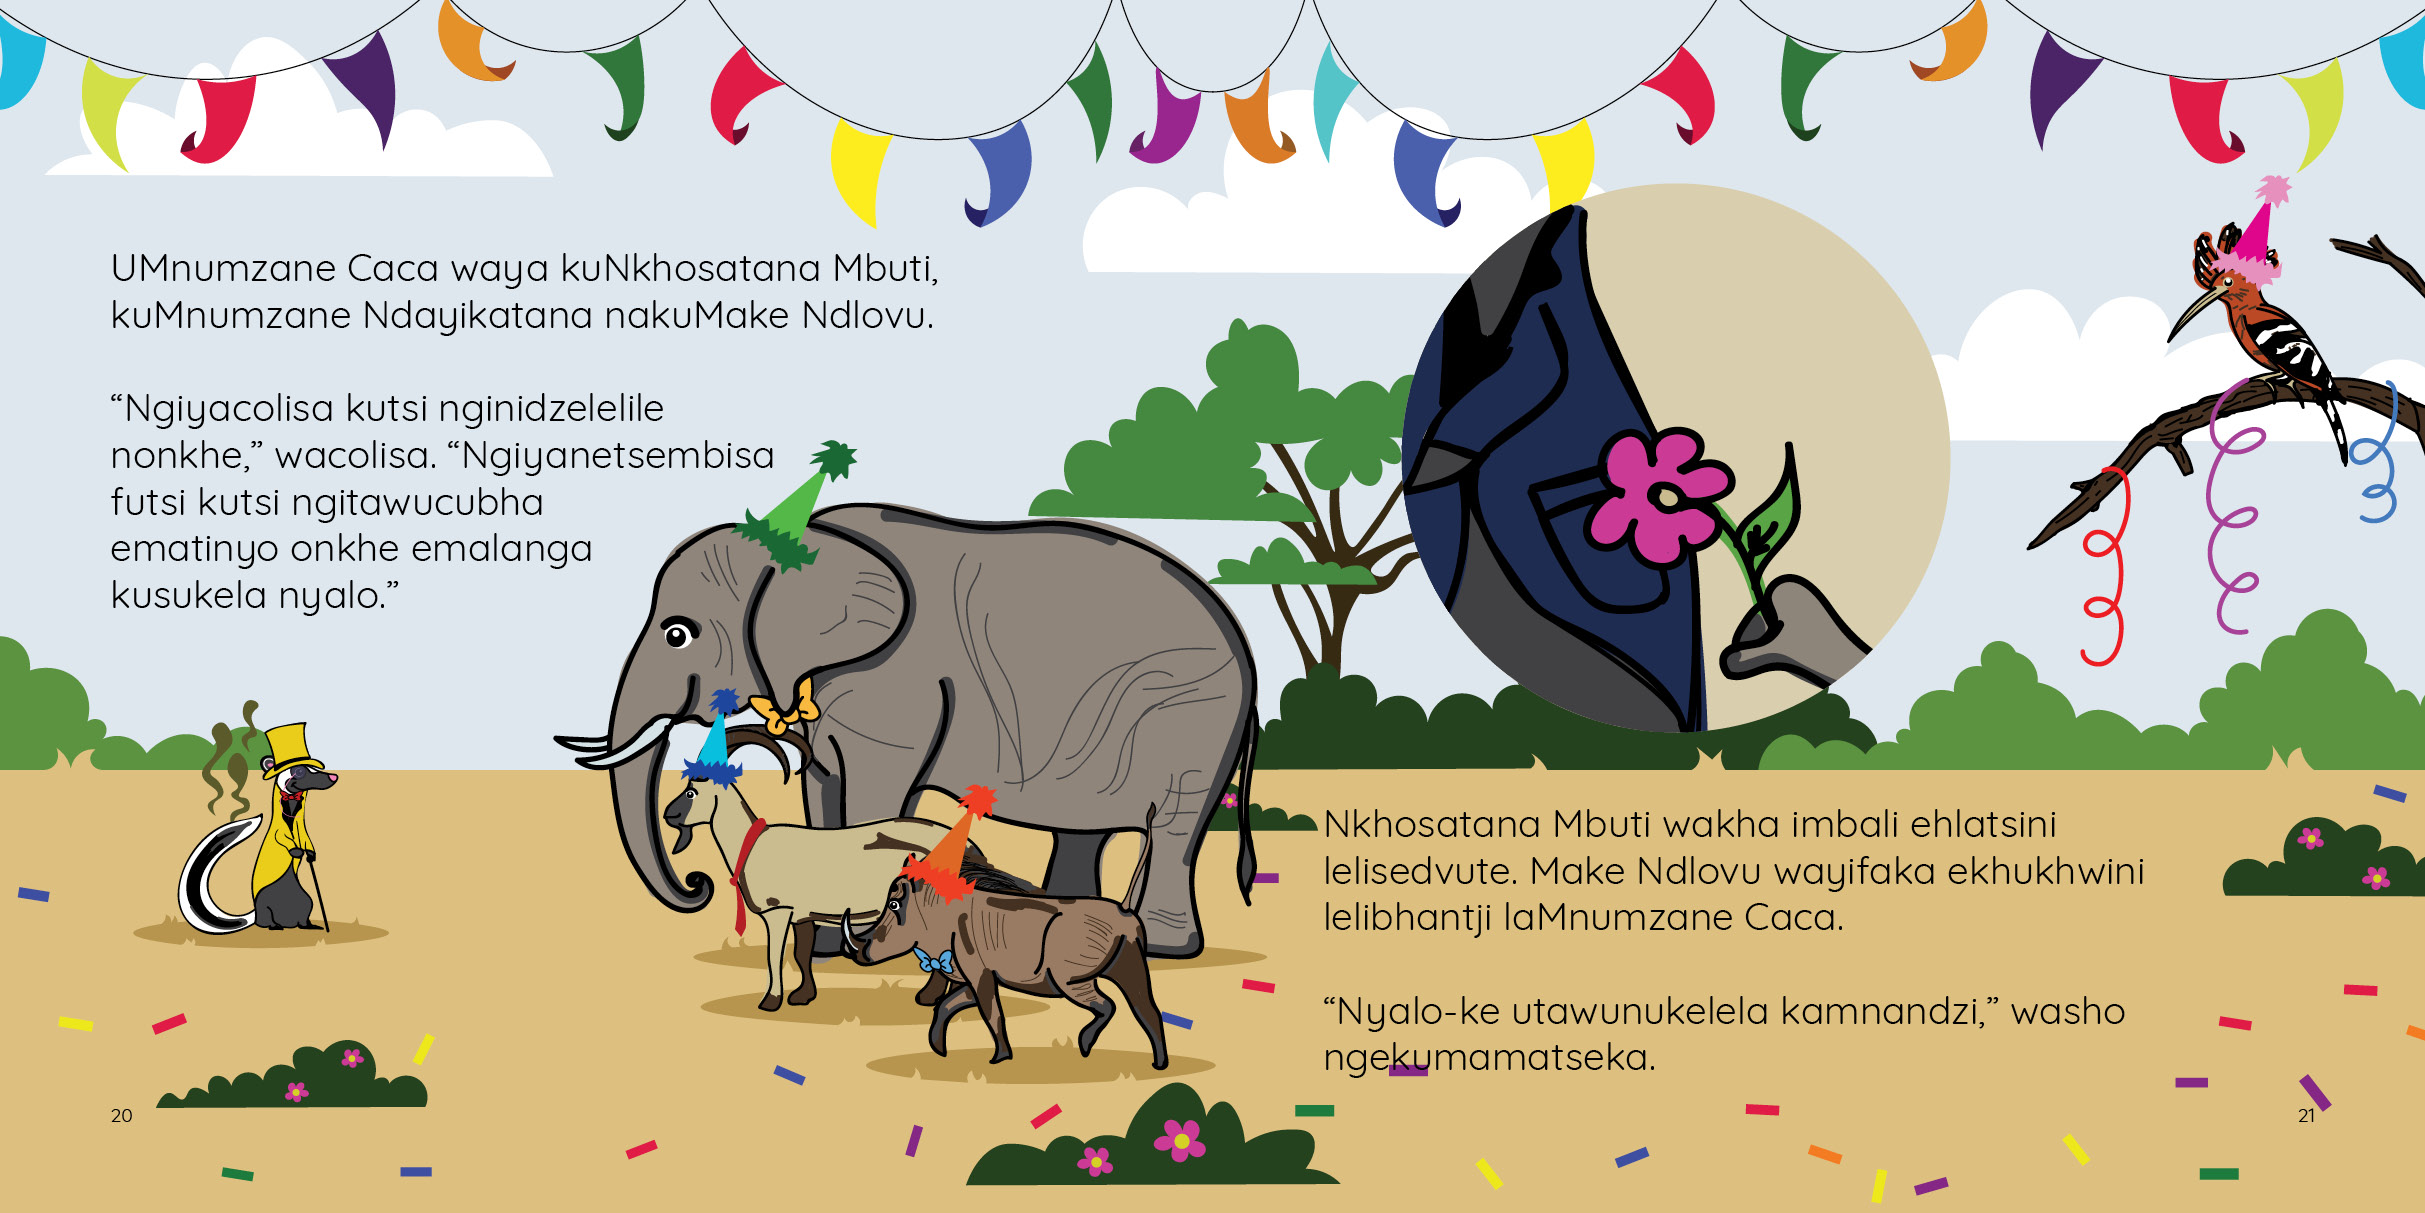 UMnumzane Caca waya kuNkhosatana Mbuti,
kuMnumzane Ndayikatana nakuMake Ndlovu.
“Ngiyacolisa kutsi nginidzelelile
nonkhe,” wacolisa. “Ngiyanetsembisa
futsi kutsi ngitawucubha
ematinyo onkhe emalanga
kusukela nyalo.”
Nkhosatana Mbuti wakha imbali ehlatsini
lelisedvute. Make Ndlovu wayifaka ekhukhwini
lelibhantji laMnumzane Caca.
“Nyalo-ke utawunukelela kamnandzi,” washo
ngekumamatseka.
20
21